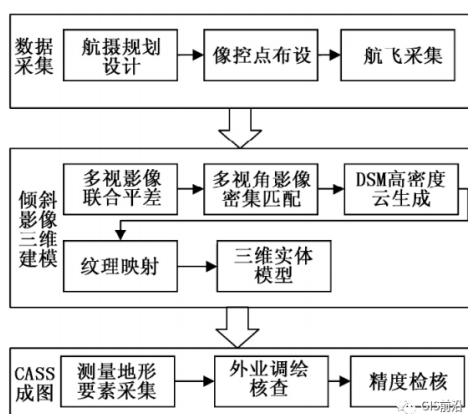 数据
采集
航摄规划
设计
像控点布设
航飞采集
倾斜
影像
三维
建模
多视影像
联合平差
多视角影像
密集匹配
DSM高密度
云生成
纹理映射
三维实体
模型
CASS
成图
测量地形
要素采集
外业调绘
核查
精度检核
GIS前沿